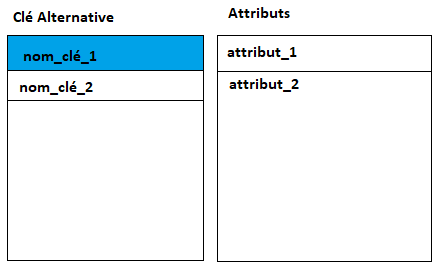 Clé Alternative
nom_clé_1
nom_clé_2
Attributs
attribut_1
attribut_2